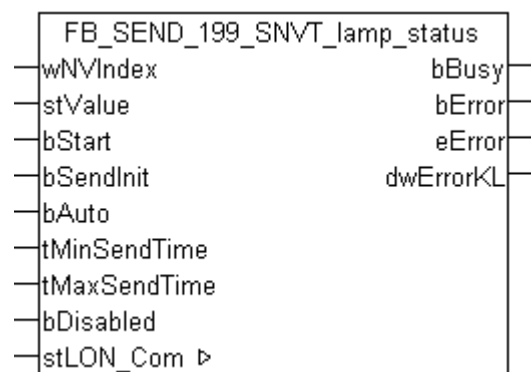 FB_SEND_199_SNVT_lamp_status
wNVIndex bBusy
stValue bError
bStart eError
bSendInit dwErrorKL
bAuto
tMinSendTime
tMaxSendTime
bDisabled
stLON_Com ▷